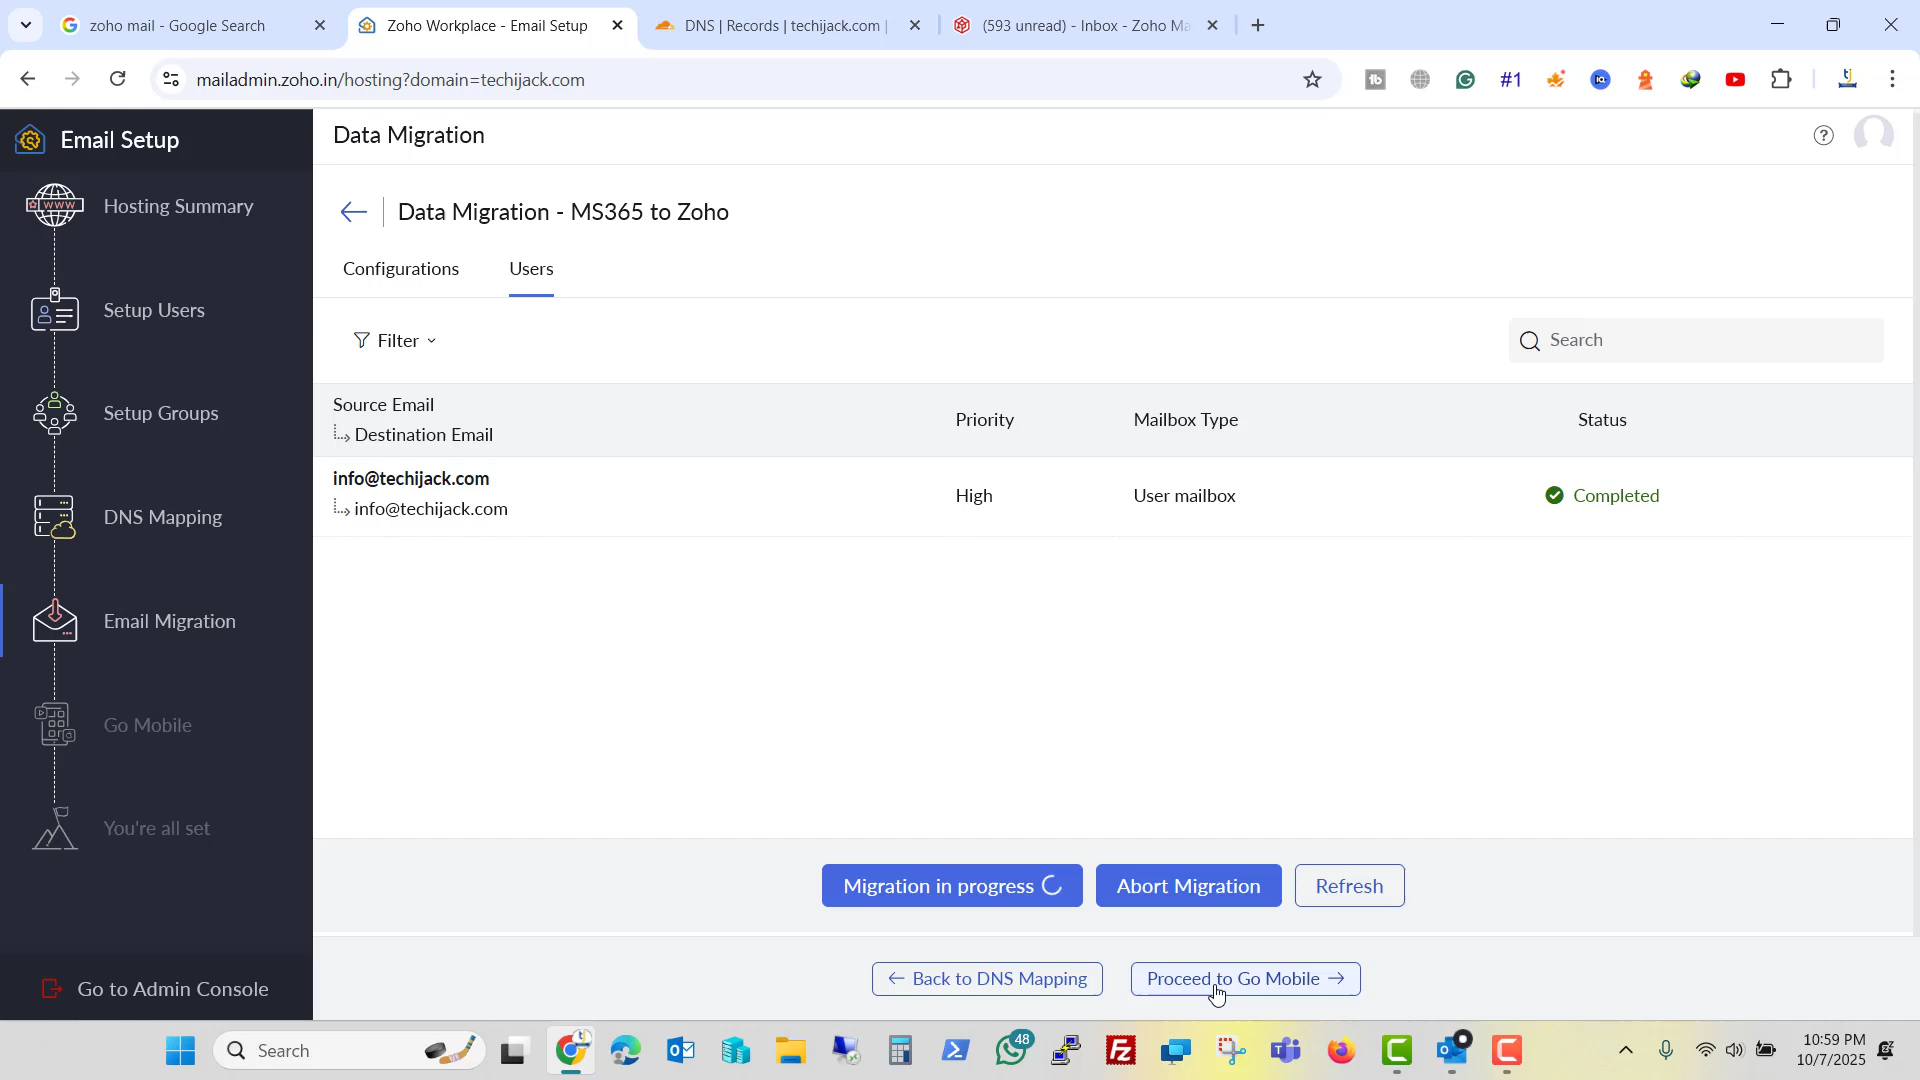 zoho mail - Google Search
Zoho Workplace - Email Setup
DNS | Records | techijack.com |
(593 unread) - Inbox - Zoho Ma
mailadmin.zoho.in/hosting?domain=techijack.com
#1
Email Setup
Data Migration
WWW
Hosting Summary
Data Migration - MS365 to Zoho
Configurations
Users
Setup Users
Filter
Search
Source Email
Destination Email
Priority
Mailbox Type
Status
Setup Groups
info@techijack.com
info@techijack.com
High
User mailbox
Completed
DNS Mapping
Email Migration
Go Mobile
You're all set
Migration in progress
Abort Migration
Refresh
Back to DNS Mapping
Proceed to Go Mobile
Go to Admin Console
Search
48
10:59 PM
10/7/2025